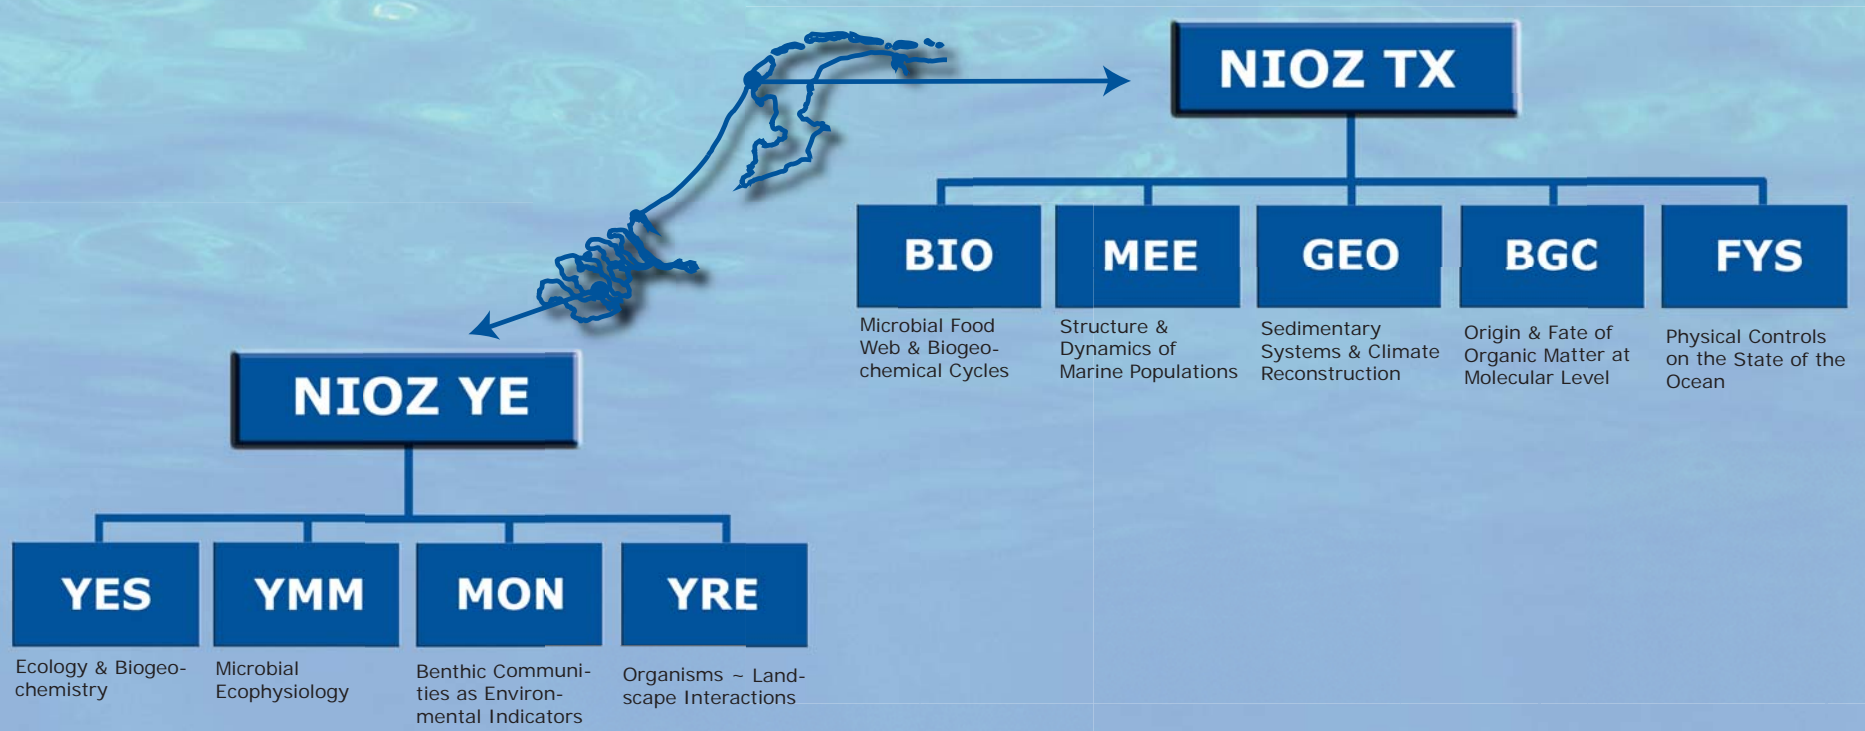 NIOZ TX
BIO
MEE
GEO
BGC
FYS
Microbial Food
Web & Biogeo-
chemical Cycles
Structure &
Dynamics of
Marine Populations
Sedimentary
Systems & Climate
Reconstruction
Origin & Fate of
Organic Matter at
Molecular Level
Physical Controls
on the State of the
Ocean
NIOZ YE
YES
YMM
MON
YRE
Ecology & Biogeo-
chemistry
Microbial
Ecophysiology
Benthic Communi-
ties as Environ-
mental Indicators
Organisms ~ Land-
scape Interactions